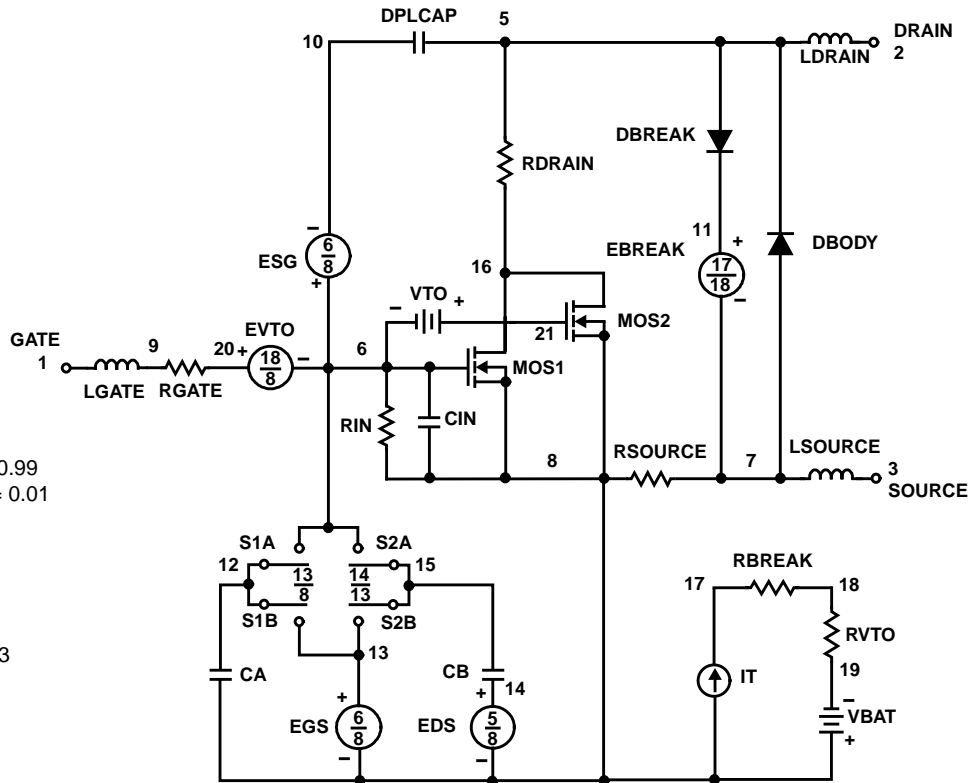 DPLCAP
5
10
DRAIN
2
LDRAIN
DBREAK
RDRAIN
11
EBREAK
+
17
18
−
DBODY
−
ESG
6
8
+
16
VTO
−
+
21
MOS2
MOS1
GATE
1
9
20
EVTO
+
18
8
−
6
LGATE
RGATE
RIN
CIN
8
RSOURCE
7
LSOURCE
3
SOURCE
0.99
= 0.01
3
S1A
S2A
12
13
8
14
13
15
S1B
S2B
13
CA
CB
14
+
EGS
6
8
−
+
EDS
5
8
−
17
RBREAK
18
RVTO
19
IT
−
VBAT
+